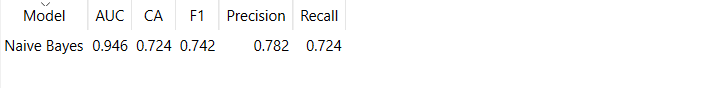 Model AUC CA F1 Precision Recall
Naive Bayes 0.946 0.724 0.742 0.782 0.724